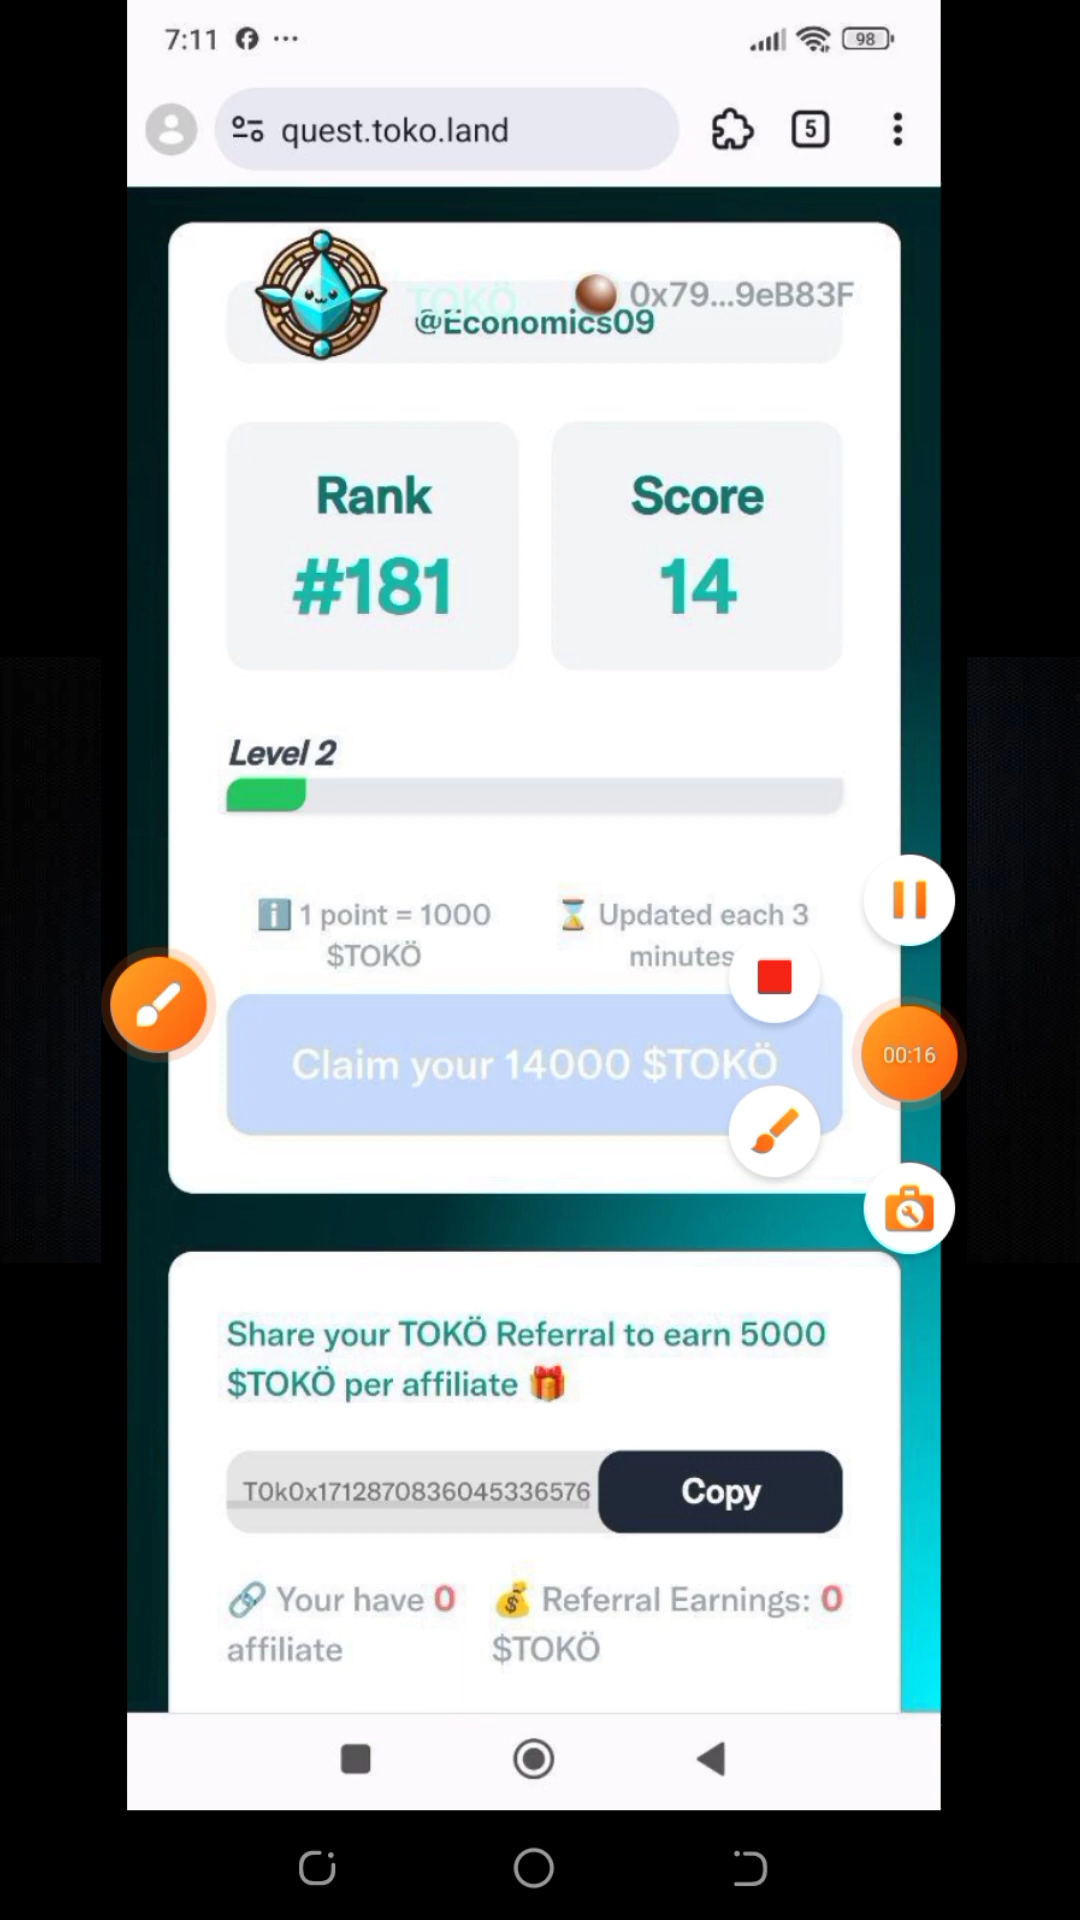 7:11
98
quest.toko.land
5
TOKÖ
0x79...9eB83F
@Economics09
Rank
Score
#181
14
Level 2
1 point = 1000
$TOKÖ
Updated each 3
minutes
Claim your 14000 $TOKÖ
00:16
Share your TOKÖ Referral to earn 5000
$TOKÖ per affiliate
T0k0x1712870836045336576
Copy
Your have 0
affiliate
Referral Earnings: 0
$TOKÖ